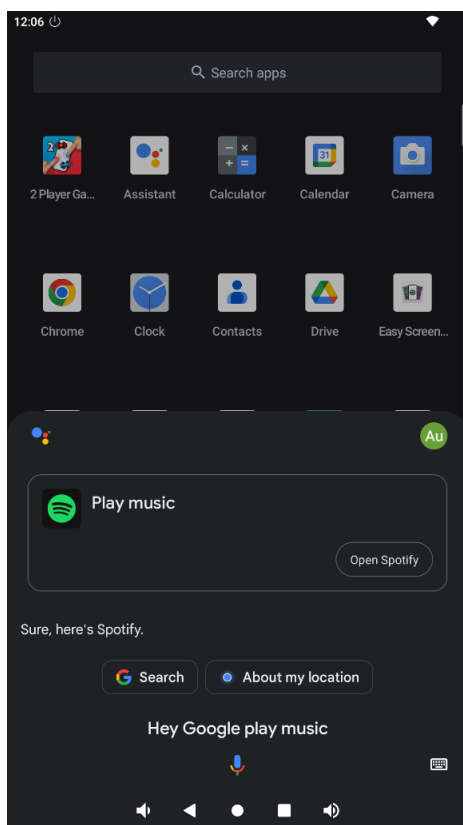 12:06
Search apps
2 Player Ga...
Assistant
Calculator
Calendar
Camera
31
Chrome
Clock
Contacts
Drive
Easy Screen...
Au
Play music
Open Spotify
Sure, here's Spotify.
Search
About my location
Hey Google play music